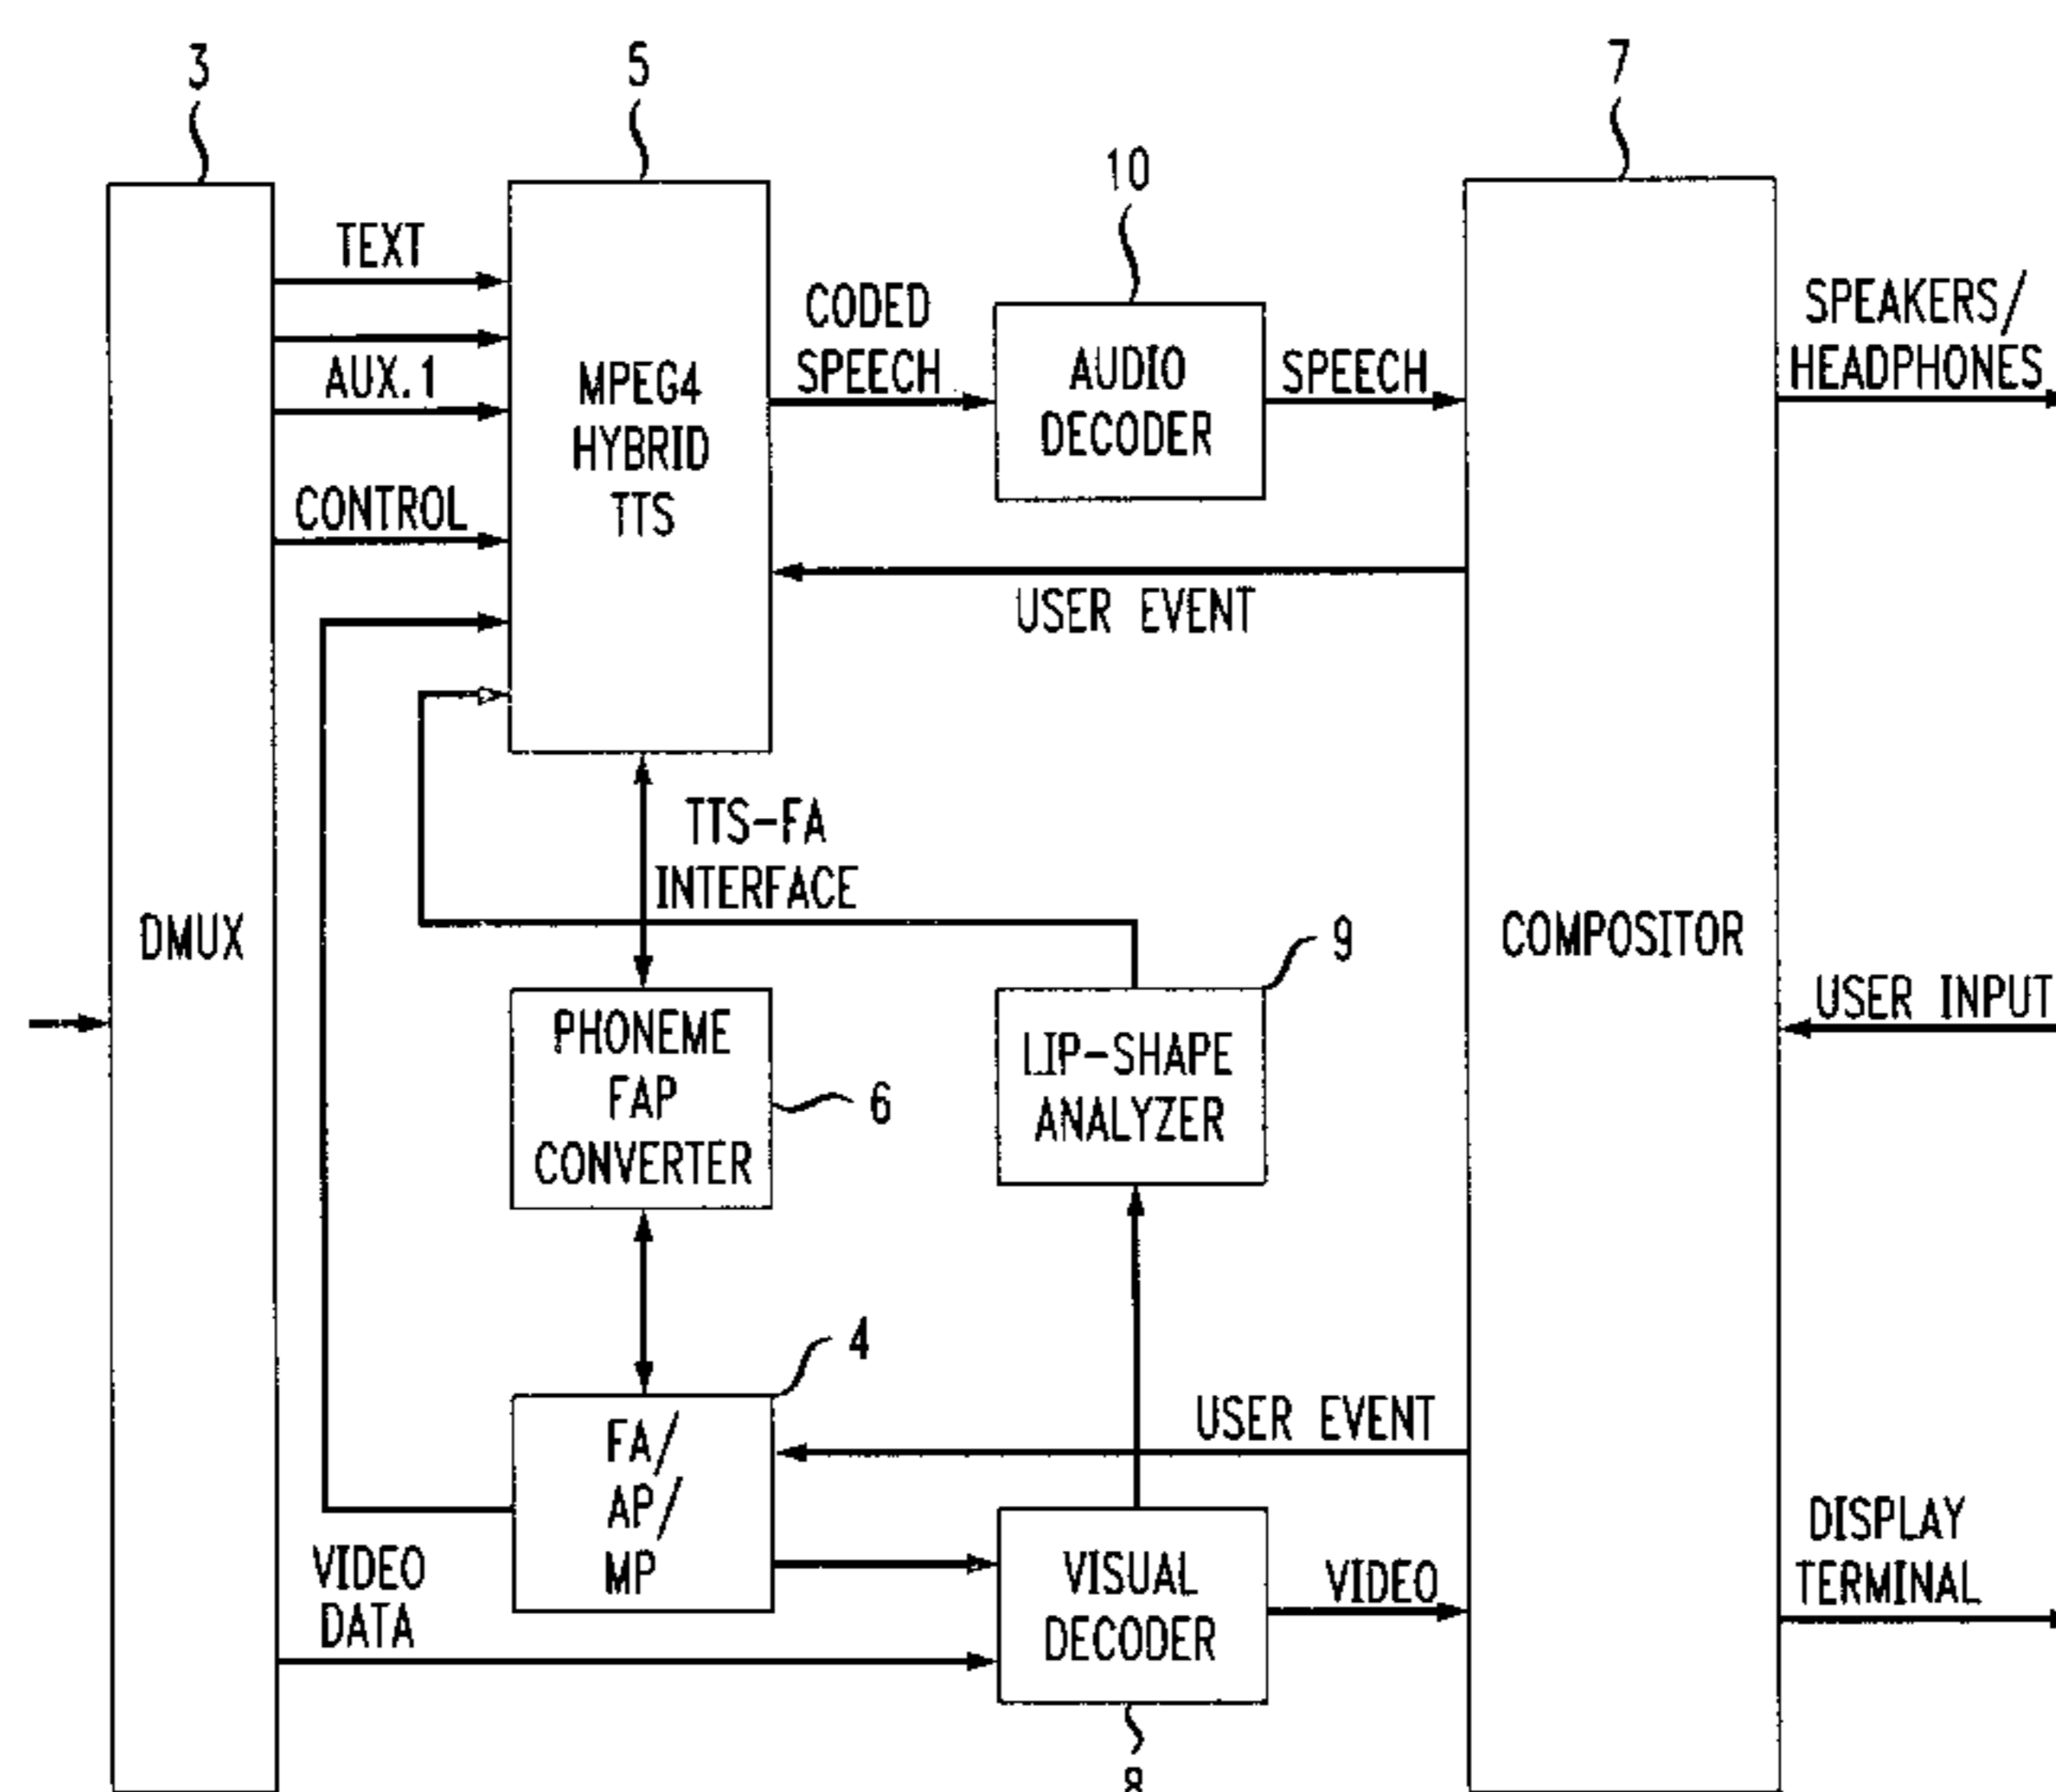 3
5
7
10
TEXT
AUX.1
CONTROL
MPEG4
HYBRID
TTS
CODED
SPEECH
AUDIO
DECODER
SPEECH
SPEAKERS/
HEADPHONES
USER EVENT
TTS-FA
INTERFACE
DMUX
COMPOSITOR
9
PHONEME
FAP
CONVERTER
6
LIP-SHAPE
ANALYZER
USER INPUT
4
FA/
AP/
MP
USER EVENT
VIDEO
DATA
VISUAL
DECODER
VIDEO
DISPLAY
TERMINAL
8